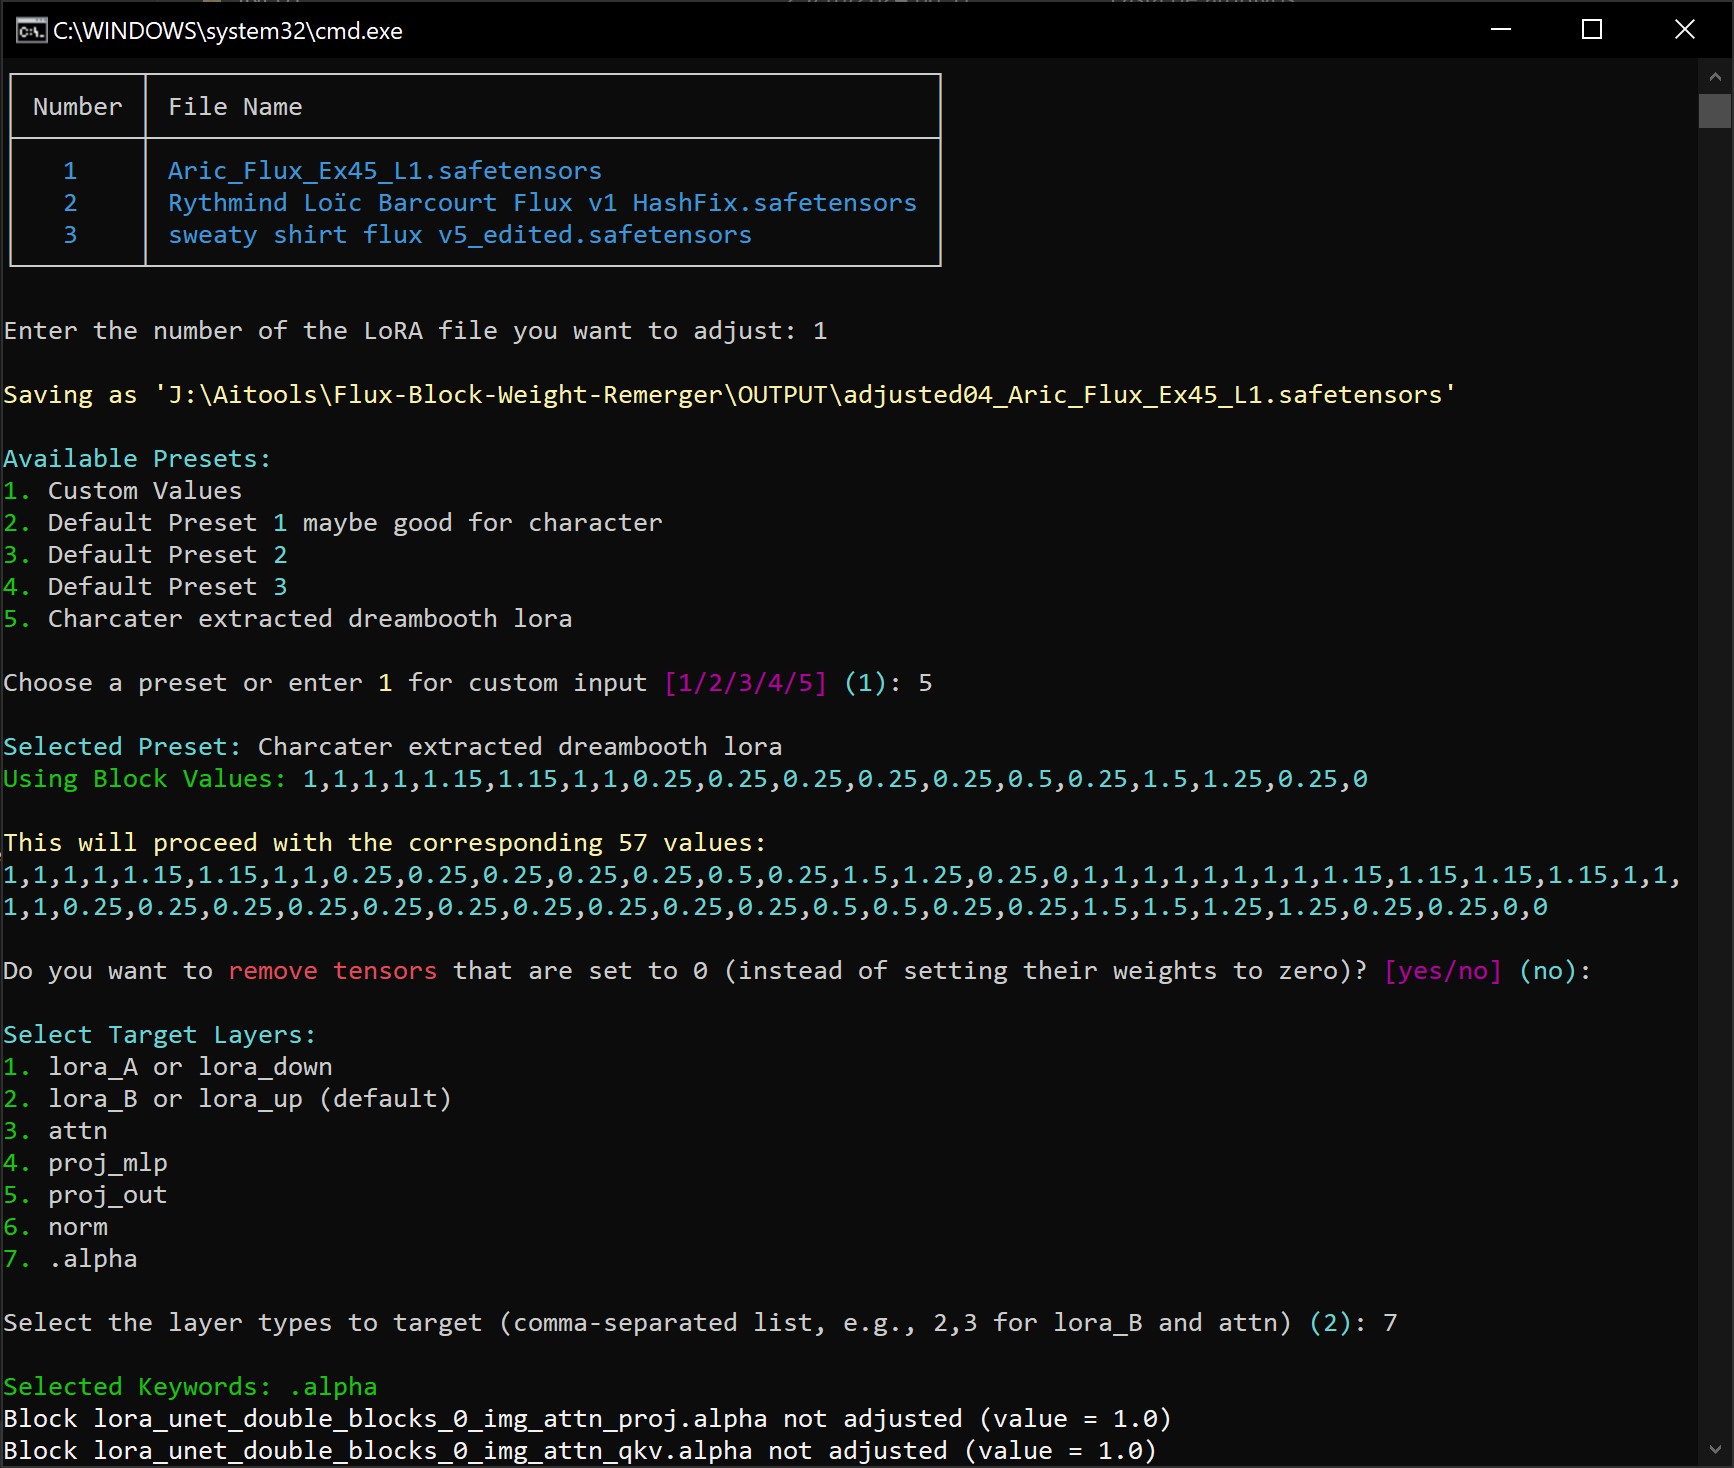 C:\WINDOWS\system32\cmd.exe
Number File Name
1 Aric_Flux_Ex45_L1.safetensors
2 Rythmind Loïc Barcourt Flux v1 HashFix.safetensors
3 sweaty shirt flux v5_edited.safetensors
Enter the number of the LoRA file you want to adjust: 1
Saving as 'J:\Aitools\Flux-Block-Weight-Remerger\OUTPUT\adjusted04_Aric_Flux_Ex45_L1.safetensors'
Available Presets:
1. Custom Values
2. Default Preset 1 maybe good for character
3. Default Preset 2
4. Default Preset 3
5. Charcater extracted dreambooth lora
Choose a preset or enter 1 for custom input [1/2/3/4/5] (1): 5
Selected Preset: Charcater extracted dreambooth lora
Using Block Values: 1,1,1,1,1.15,1.15,1,1,0.25,0.25,0.25,0.25,0.25,0.5,0.25,1.5,1.25,0.25,0
This will proceed with the corresponding 57 values:
1,1,1,1,1.15,1.15,1,1,0.25,0.25,0.25,0.25,0.25,0.5,0.25,1.5,1.25,0.25,0,1,1,1,1,1,1,1,1,1.15,1.15,1.15,1.15,1,1,
1,1,0.25,0.25,0.25,0.25,0.25,0.25,0.25,0.25,0.25,0.25,0.5,0.5,0.25,0.25,1.5,1.5,1.25,1.25,0.25,0.25,0,0
Do you want to remove tensors that are set to 0 (instead of setting their weights to zero)? [yes/no] (no):
Select Target Layers:
1. lora_A or lora_down
2. lora_B or lora_up (default)
3. attn
4. proj_mlp
5. proj_out
6. norm
7. .alpha
Select the layer types to target (comma-separated list, e.g., 2,3 for lora_B and attn) (2): 7
Selected Keywords: .alpha
Block lora_unet_double_blocks_0_img_attn_proj.alpha not adjusted (value = 1.0)
Block lora_unet_double_blocks_0_img_attn_qkv.alpha not adjusted (value = 1.0)